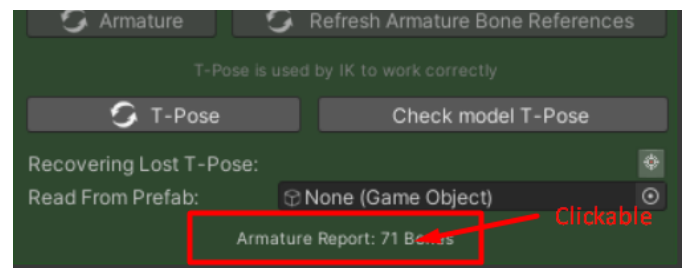 Armature
Refresh Armature Bone References
T-Pose is used by IK to work correctly
T-Pose
Check model T-Pose
Recovering Lost T-Pose:
Read From Prefab:
None (Game Object)
Clickable
Armature Report: 71 Bones